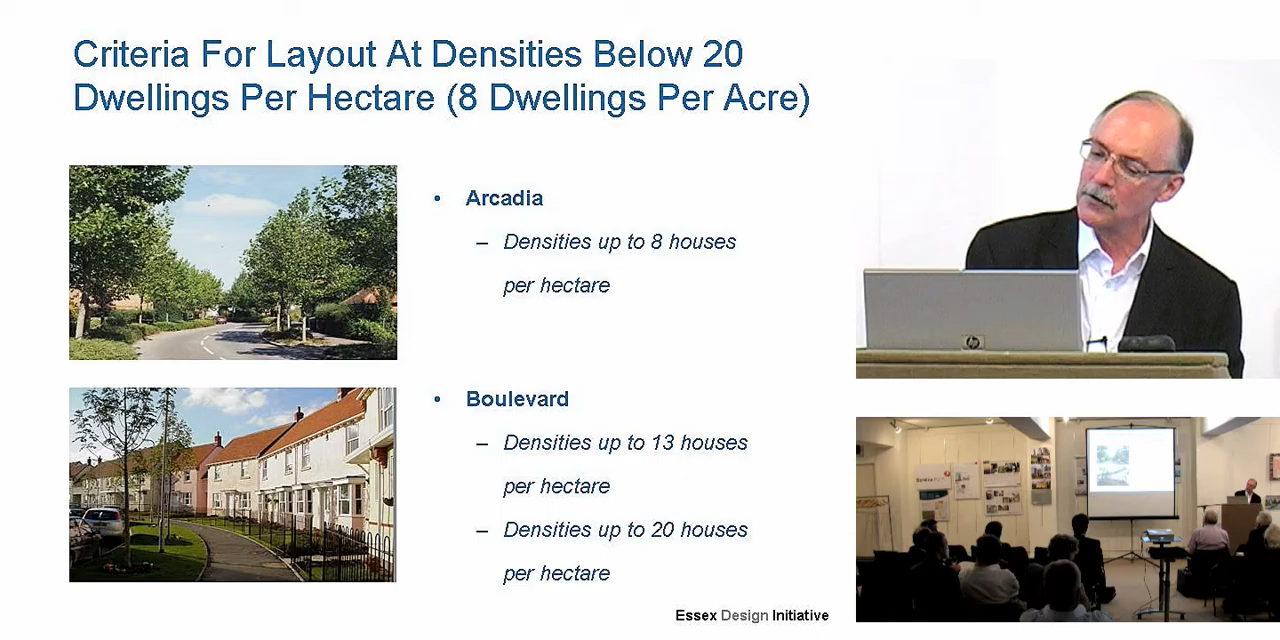 Criteria For Layout At Densities Below 20
Dwellings Per Hectare (8 Dwellings Per Acre)
• Arcadia
– Densities up to 8 houses
per hectare
• Boulevard
– Densities up to 13 houses
per hectare
– Densities up to 20 houses
per hectare
Essex Design Initiative
hp